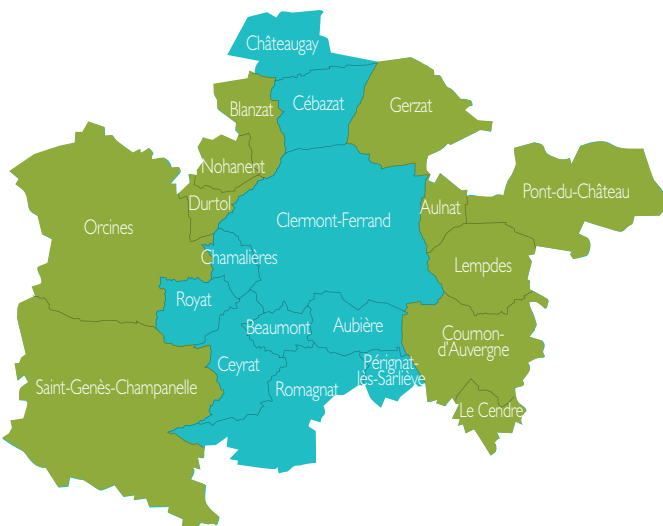 Châteaugay
Cébazat
Gerzat
Blanzat
Nohanent
Pont-du-Château
Durtol
Aulnat
Orcines
Clermont-Ferrand
Chamalières
Lempdes
Royat
Beaumont
Aubière
Cournon-
d'Auvergne
Ceyrat
Pérignat-
lès-Sarliève
Saint-Genès-Champanelle
Romagnat
Le Cendre